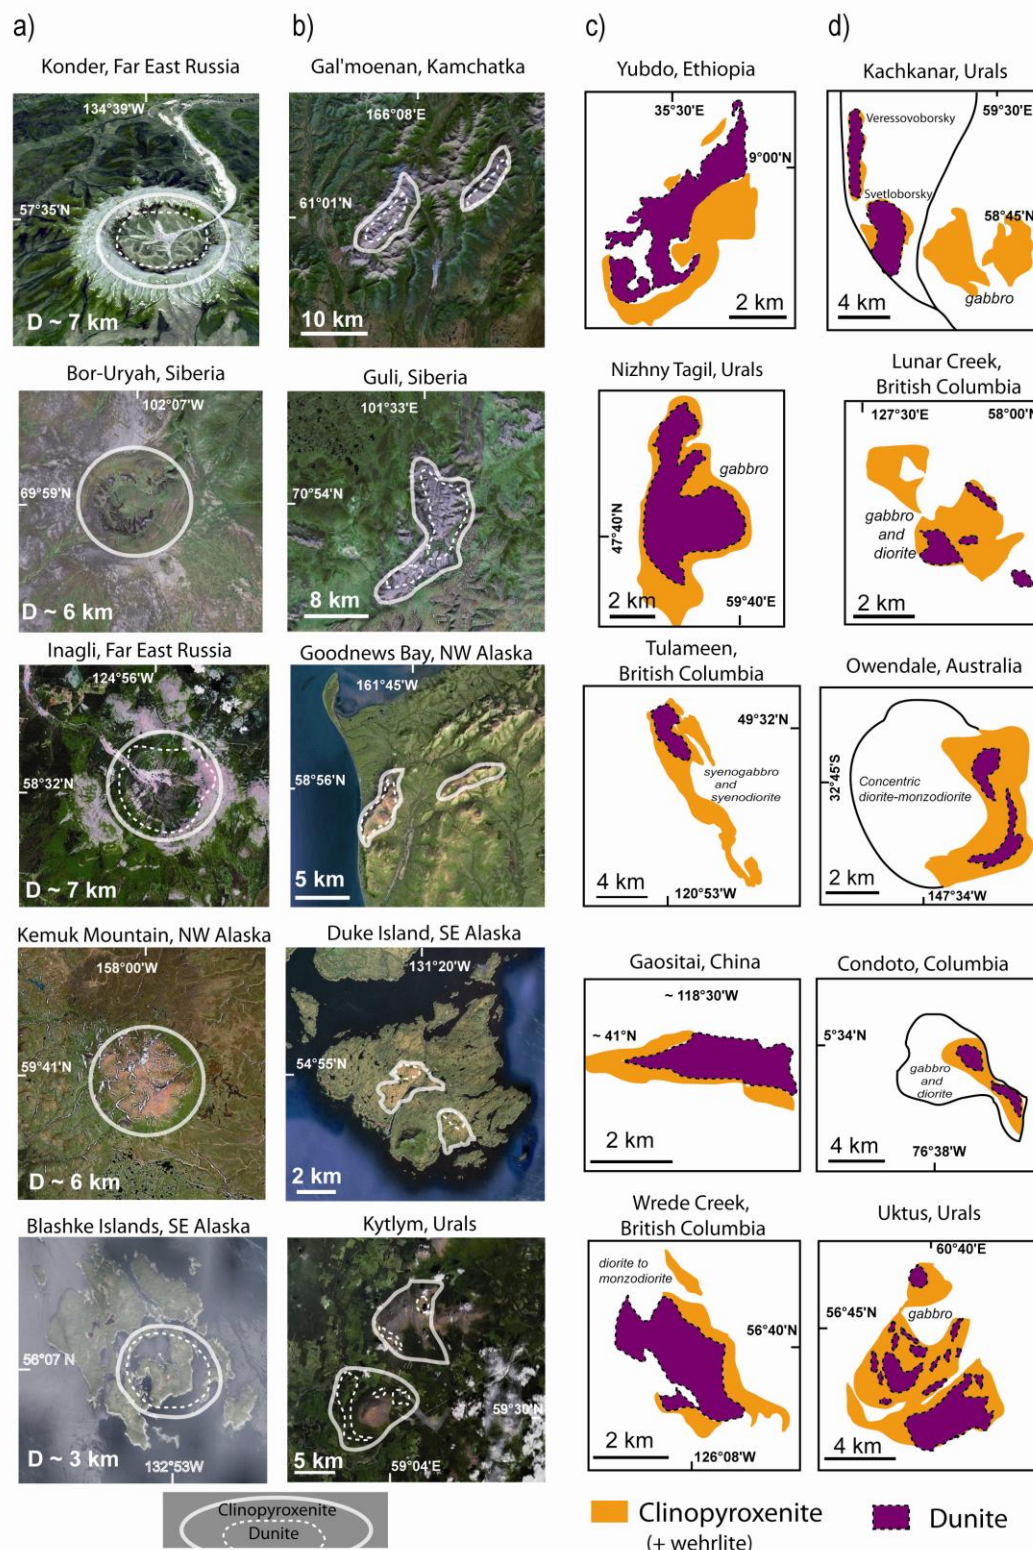 a)
b)
c)
d)
Konder, Far East Russia
134°39'W
57°35'N
D ~ 7 km
Gal'moenan, Kamchatka
166°08'E
61°01'N
10 km
Yubdo, Ethiopia
35°30'E
9°00'N
2 km
Kachkanar, Urals
59°30'E
Veressovoborsky
Svetloborsky
58°45'N
gabbro
4 km
Bor-Uryah, Siberia
102°07'W
69°59'N
D ~ 6 km
Guli, Siberia
101°33'E
70°54'N
8 km
Nizhny Tagil, Urals
gabbro
47°40'N
2 km
59°40'E
Lunar Creek,
British Columbia
127°30'E
58°00'N
gabbro
and
diorite
2 km
Inagli, Far East Russia
124°56'W
58°32'N
D ~ 7 km
Goodnews Bay, NW Alaska
161°45'W
58°56'N
5 km
Tulameen,
British Columbia
49°32'N
syenogabbro
and
syenodiorite
4 km
120°53'W
Owendale, Australia
32°45'S
Concentric
diorite-monzodiorite
2 km
147°34'W
Kemuk Mountain, NW Alaska
158°00'W
59°41'N
D ~ 6 km
Duke Island, SE Alaska
131°20'W
54°55'N
2 km
Gaositai, China
~ 118°30'W
~ 41°N
2 km
Condoto, Columbia
5°34'N
gabbro
and
diorite
4 km
76°38'W
Blashke Islands, SE Alaska
56°07 N
D ~ 3 km
132°53'W
Kytlym, Urals
59°30'N
5 km
59°04'E
Wrede Creek,
British Columbia
diorite to
monzodiorite
56°40'N
2 km
126°08'W
Uktus, Urals
60°40'E
56°45'N
gabbro
4 km
Clinopyroxenite
Dunite
Clinopyroxenite
(+ wehrlite)
Dunite